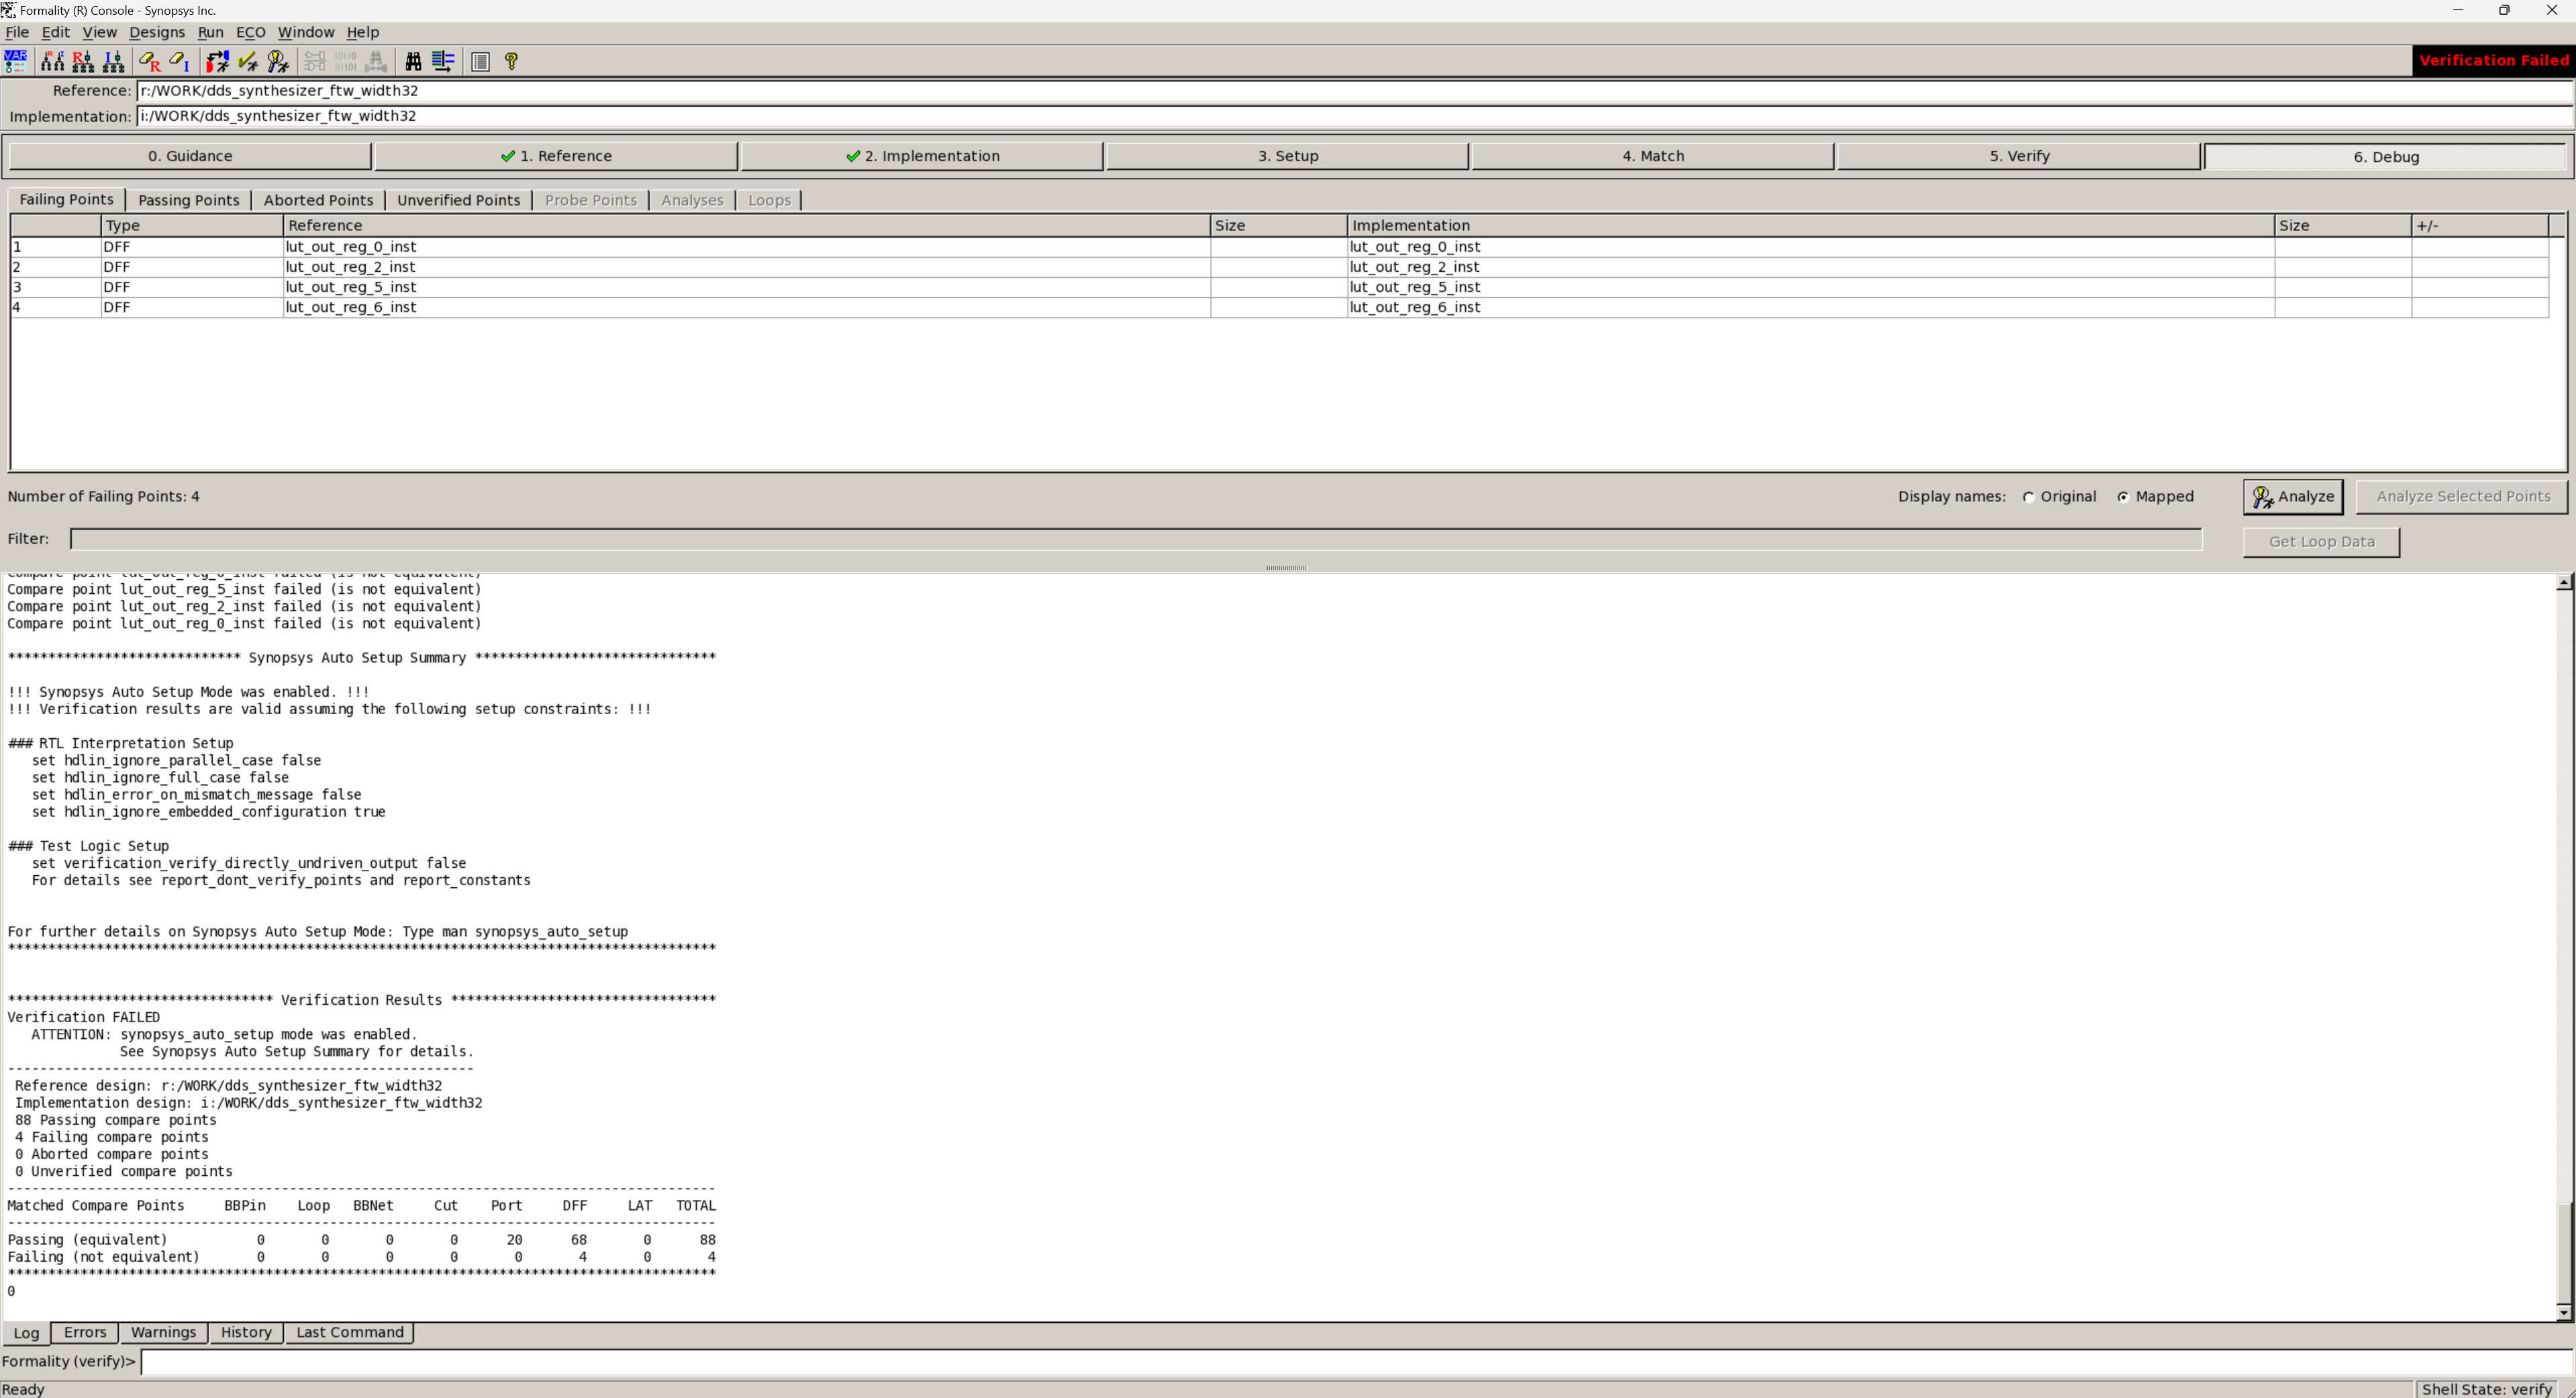 Formality (R) Console - Synopsys Inc.
File Edit View Designs Run ECO Window Help
Verification Failed
Reference: r:/WORK/dds_synthesizer_ftw_width32
Implementation: i:/WORK/dds_synthesizer_ftw_width32
0. Guidance 1. Reference 2. Implementation 3. Setup 4. Match 5. Verify 6. Debug
Failing Points Passing Points Aborted Points Unverified Points Probe Points Analyses Loops
Type Reference Size Implementation Size +/-
1 DFF lut_out_reg_0_inst lut_out_reg_0_inst
2 DFF lut_out_reg_2_inst lut_out_reg_2_inst
3 DFF lut_out_reg_5_inst lut_out_reg_5_inst
4 DFF lut_out_reg_6_inst lut_out_reg_6_inst
Number of Failing Points: 4 Display names: Original Mapped Analyze Analyze Selected Points
Filter: Get Loop Data
Compare point lut_out_reg_6_inst failed (is not equivalent)
Compare point lut_out_reg_5_inst failed (is not equivalent)
Compare point lut_out_reg_2_inst failed (is not equivalent)
Compare point lut_out_reg_0_inst failed (is not equivalent)
***************************** Synopsys Auto Setup Summary ******************************
!!! Synopsys Auto Setup Mode was enabled. !!!
!!! Verification results are valid assuming the following setup constraints: !!!
### RTL Interpretation Setup
set hdlin_ignore_parallel_case false
set hdlin_ignore_full_case false
set hdlin_error_on_mismatch_message false
set hdlin_ignore_embedded_configuration true
### Test Logic Setup
set verification_verify_directly_undriven_output false
For details see report_dont_verify_points and report_constants
For further details on Synopsys Auto Setup Mode: Type man synopsys_auto_setup
****************************************************************************************
********************************* Verification Results *********************************
Verification FAILED
ATTENTION: synopsys_auto_setup mode was enabled.
See Synopsys Auto Setup Summary for details.
----------------------------------------------------------
Reference design: r:/WORK/dds_synthesizer_ftw_width32
Implementation design: i:/WORK/dds_synthesizer_ftw_width32
88 Passing compare points
4 Failing compare points
0 Aborted compare points
0 Unverified compare points
----------------------------------------------------------------------------------------
Matched Compare Points BBPin Loop BBNet Cut Port DFF LAT TOTAL
----------------------------------------------------------------------------------------
Passing (equivalent) 0 0 0 0 20 68 0 88
Failing (not equivalent) 0 0 0 0 0 4 0 4
****************************************************************************************
0
Log Errors Warnings History Last Command
Formality (verify)>
Ready Shell State: verify